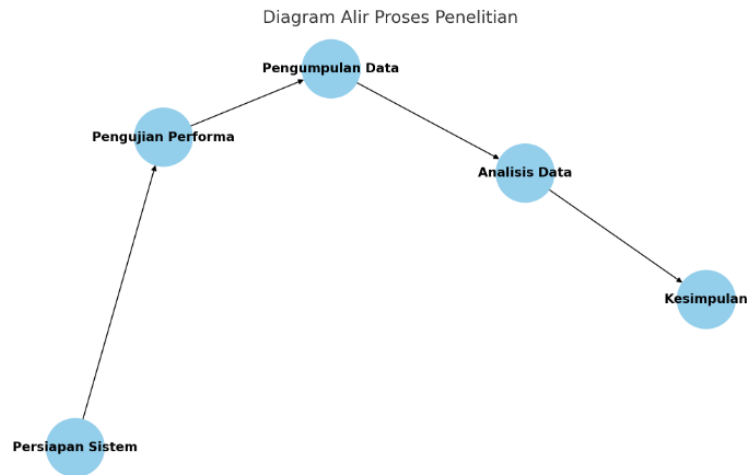 Diagram Alir Proses Penelitian
Pengumpulan Data
Pengujian Performa
Analisis Data
Kesimpulan
Persiapan Sistem